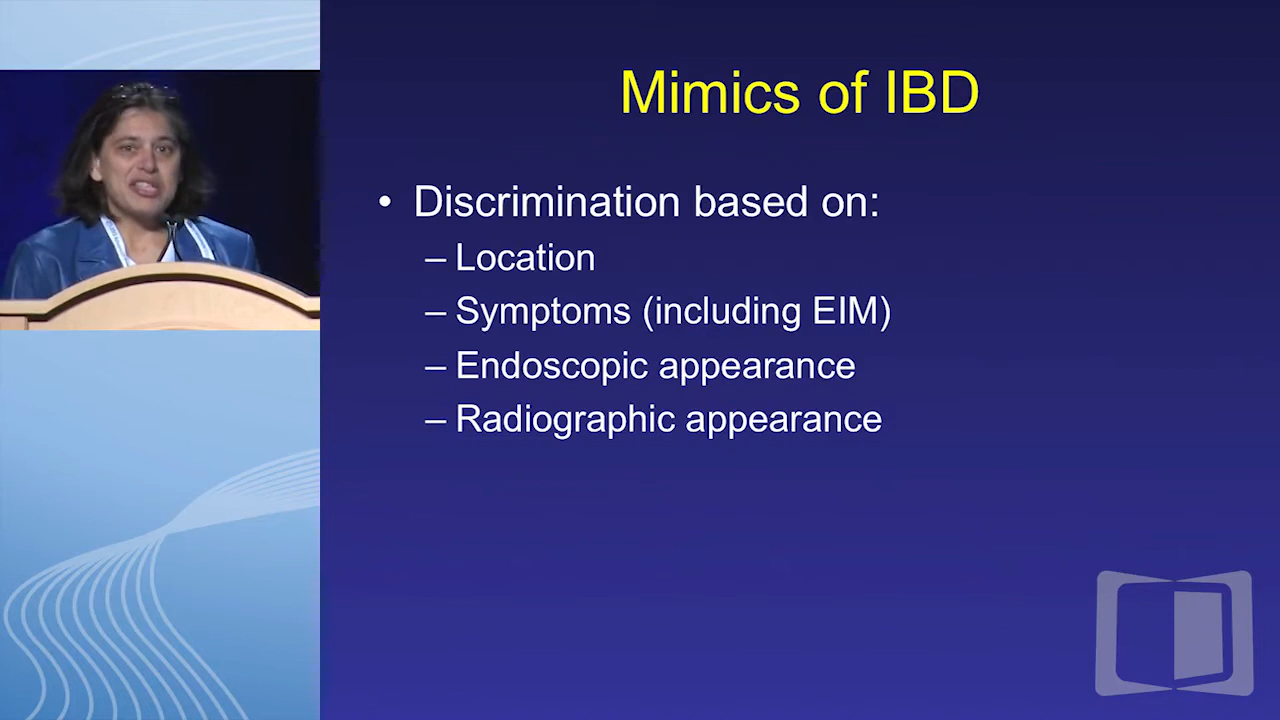 Mimics of IBD
• Discrimination based on:
– Location
– Symptoms (including EIM)
– Endoscopic appearance
– Radiographic appearance